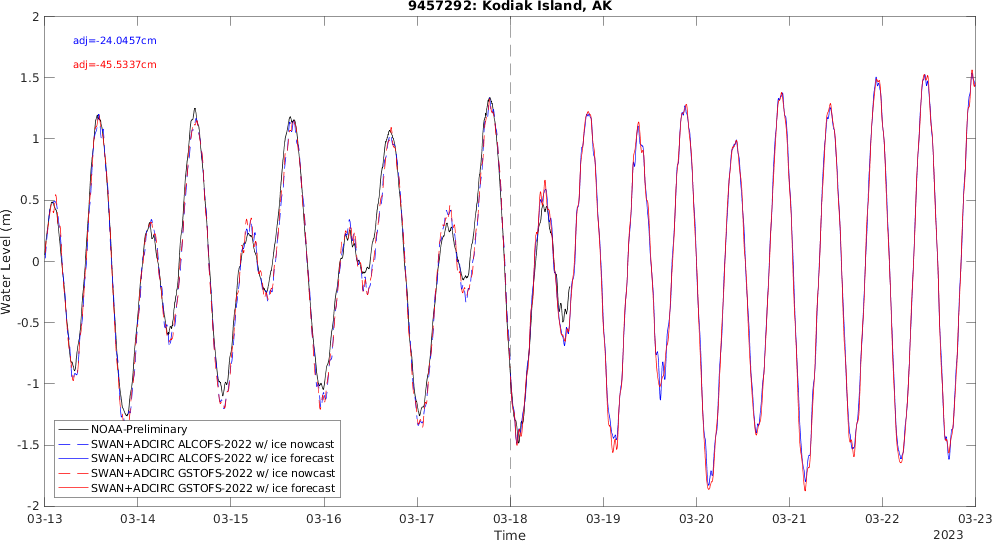 9457292: Kodiak Island, AK
adj=-24.0457cm
adj=-45.5337cm
Water Level (m)
2
1.5
1
0.5
0
-0.5
-1
-1.5
-2
NOAA-Preliminary
SWAN+ADCIRC ALCOFS-2022 w/ ice nowcast
SWAN+ADCIRC ALCOFS-2022 w/ ice forecast
SWAN+ADCIRC GSTOFS-2022 w/ ice nowcast
SWAN+ADCIRC GSTOFS-2022 w/ ice forecast
03-13 03-14 03-15 03-16 03-17 03-18 03-19 03-20 03-21 03-22 03-23
Time
2023